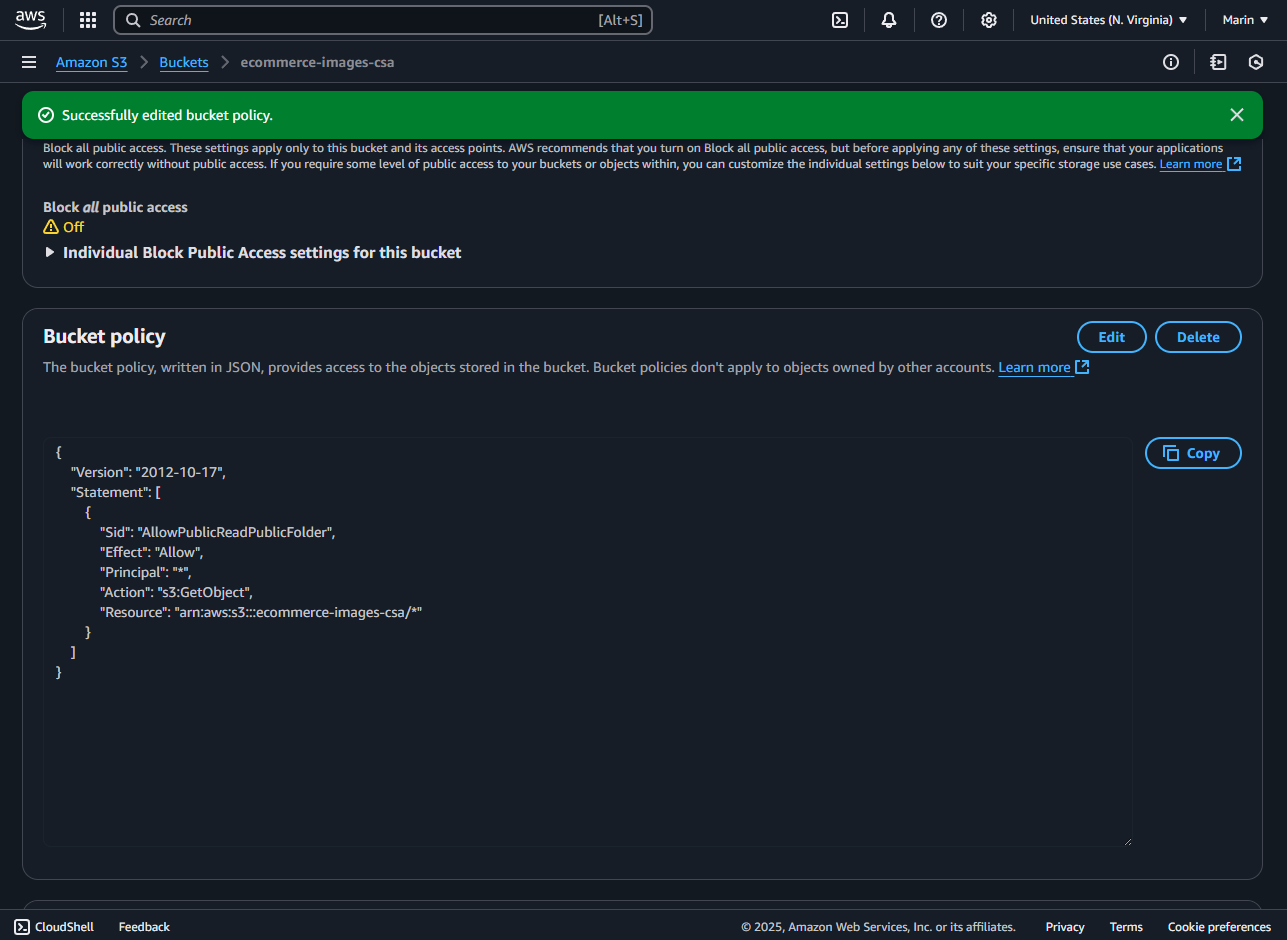 aws Search [Alt+S] United States (N. Virginia) Marin
Amazon S3 Buckets ecommerce-images-csa
Successfully edited bucket policy.
Block all public access. These settings apply only to this bucket and its access points. AWS recommends that you turn on Block all public access, but before applying any of these settings, ensure that your applications
will work correctly without public access. If you require some level of public access to your buckets or objects within, you can customize the individual settings below to suit your specific storage use cases. Learn more
Block all public access
Off
Individual Block Public Access settings for this bucket
Bucket policy Edit Delete
The bucket policy, written in JSON, provides access to the objects stored in the bucket. Bucket policies don't apply to objects owned by other accounts. Learn more
Copy
{
"Version": "2012-10-17",
"Statement": [
{
"Sid": "AllowPublicReadPublicFolder",
"Effect": "Allow",
"Principal": "*",
"Action": "s3:GetObject",
"Resource": "arn:aws:s3:::ecommerce-images-csa/*"
}
]
}
CloudShell Feedback © 2025, Amazon Web Services, Inc. or its affiliates. Privacy Terms Cookie preferences